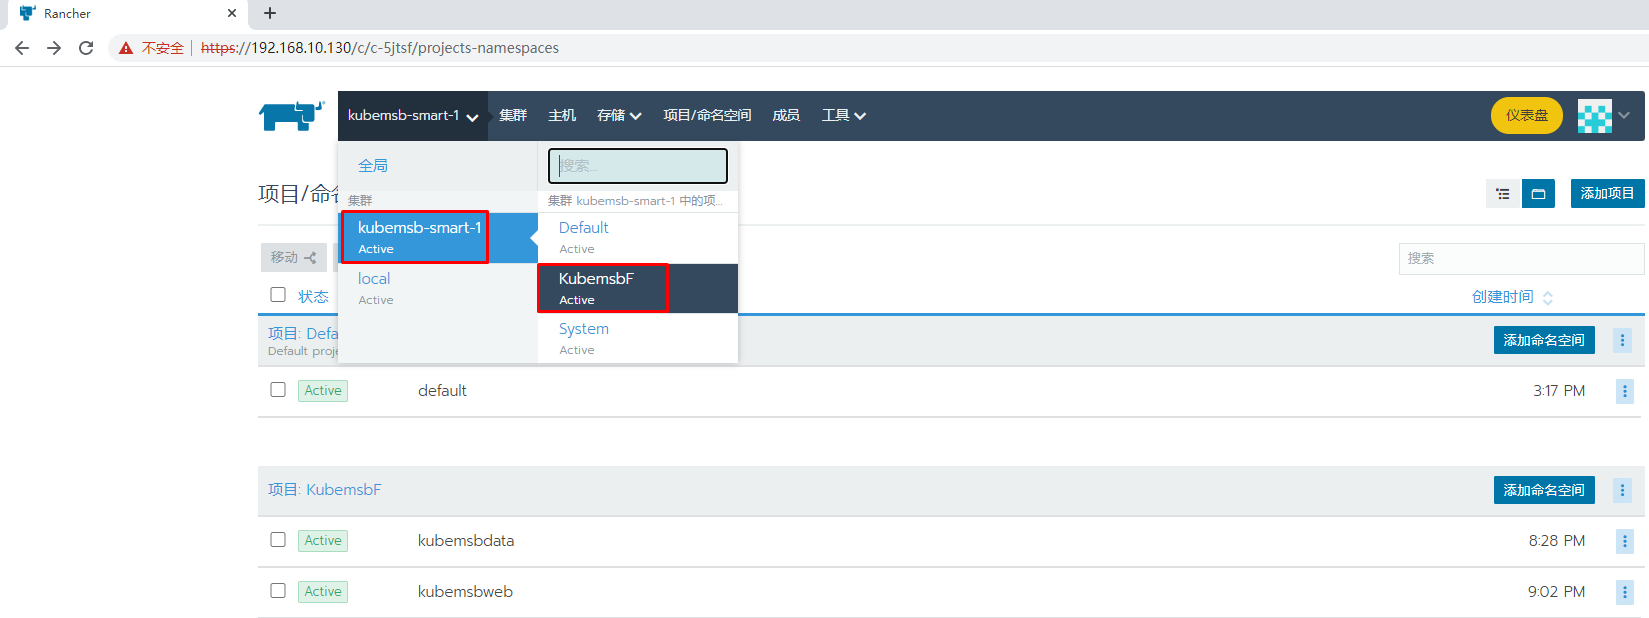 Rancher
不安全 https://192.168.10.130/c/c-5jtsf/projects-namespaces
kubemsb-smart-1 集群 主机 存储 项目/命名空间 成员 工具 仪表盘
全局 搜索...
项目/命名 添加项目
集群 集群 kubemsb-smart-1 中的项...
kubemsb-smart-1 Default
Active Active
移动 搜索
local KubemsbF
Active Active
状态 创建时间
System
Active
项目: Defa 添加命名空间
Default proje
Active default 3:17 PM
项目: KubemsbF 添加命名空间
Active kubemsbdata 8:28 PM
Active kubemsbweb 9:02 PM